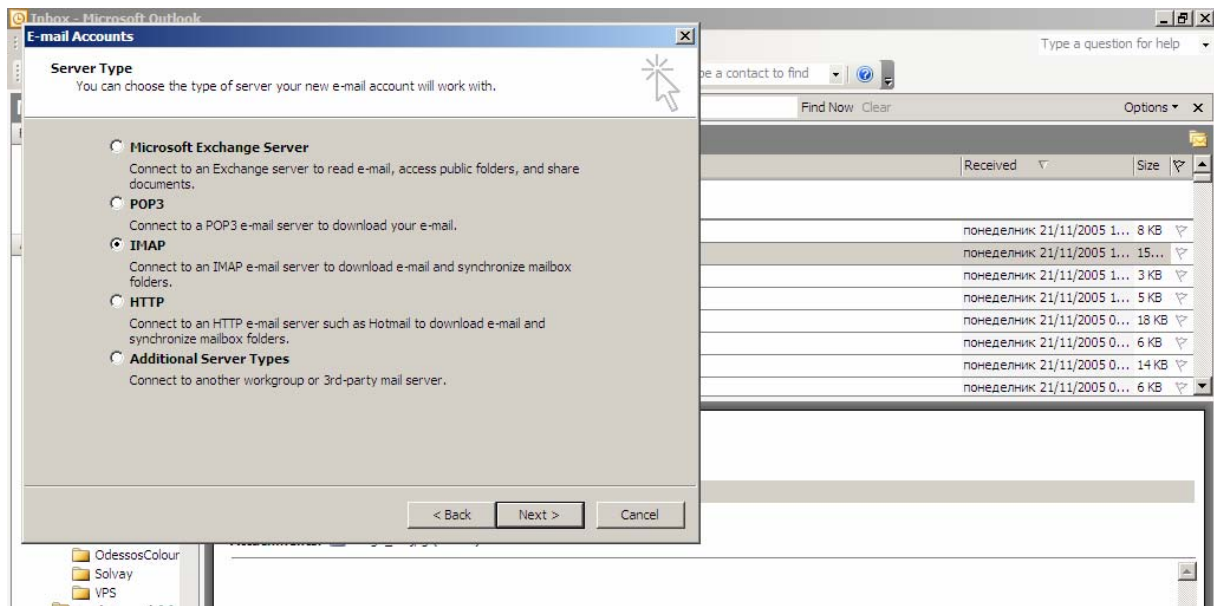 Inbox - Microsoft Outlook
E-mail Accounts
Type a question for help
Server Type
You can choose the type of server your new e-mail account will work with.
a contact to find
Find Now Clear
Options
Microsoft Exchange Server
Connect to an Exchange server to read e-mail, access public folders, and share
documents.
Received
Size
POP3
Connect to a POP3 e-mail server to download your e-mail.
понеделник 21/11/2005 1... 8 KB
IMAP
понеделник 21/11/2005 1... 15...
Connect to an IMAP e-mail server to download e-mail and synchronize mailbox
folders.
понеделник 21/11/2005 1... 3 KB
HTTP
понеделник 21/11/2005 1... 5 KB
Connect to an HTTP e-mail server such as Hotmail to download e-mail and
synchronize mailbox folders.
понеделник 21/11/2005 0... 18 KB
понеделник 21/11/2005 0... 6 KB
Additional Server Types
понеделник 21/11/2005 0... 14 KB
Connect to another workgroup or 3rd-party mail server.
понеделник 21/11/2005 0... 6 KB
< Back
Next >
Cancel
OdessosColour
Solvay
VPS